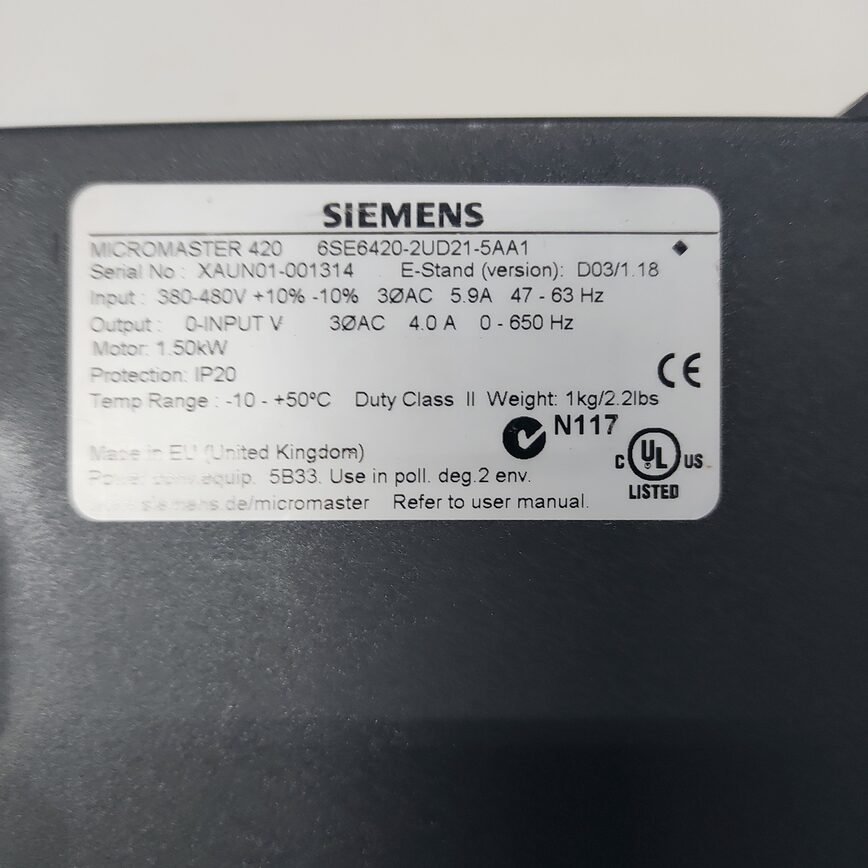 SIEMENS
MICROMASTER 420 6SE6420-2UD21-5AA1
Serial No : XAUN01-001314 E-Stand (version): D03/1.18
Input : 380-480V +10% -10% 3ØAC 5.9A 47 - 63 Hz
Output : 0-INPUT V 3ØAC 4.0 A 0 - 650 Hz
Motor: 1.50kW
Protection: IP20
CE
Temp Range : -10 - +50ºC Duty Class II Weight: 1kg/2.2lbs
N117
Made in EU (United Kingdom)
C UL US
LISTED
Power conv.equip. 5B33. Use in poll. deg.2 env.
www.siemens.de/micromaster Refer to user manual.